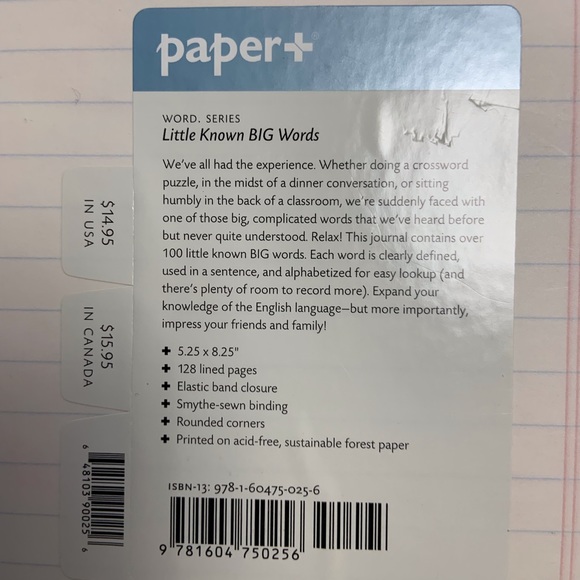 paper+
WORD. SERIES
Little Known BIG Words
We've all had the experience. Whether doing a crossword
puzzle, in the midst of a dinner conversation, or sitting
humbly in the back of a classroom, we're suddenly faced with
one of those big, complicated words that we've heard before
but never quite understood. Relax! This journal contains over
100 little known BIG words. Each word is clearly defined,
used in a sentence, and alphabetized for easy lookup (and
there's plenty of room to record more). Expand your
knowledge of the English language—but more importantly,
impress your friends and family!
+ 5.25 x 8.25"
+ 128 lined pages
+ Elastic band closure
+ Smythe-sewn binding
+ Rounded corners
+ Printed on acid-free, sustainable forest paper
ISBN-13: 978-1-60475-025-6
9 781604 750256
$14.95
IN USA
$15.95
IN CANADA
6 48103 90025 6